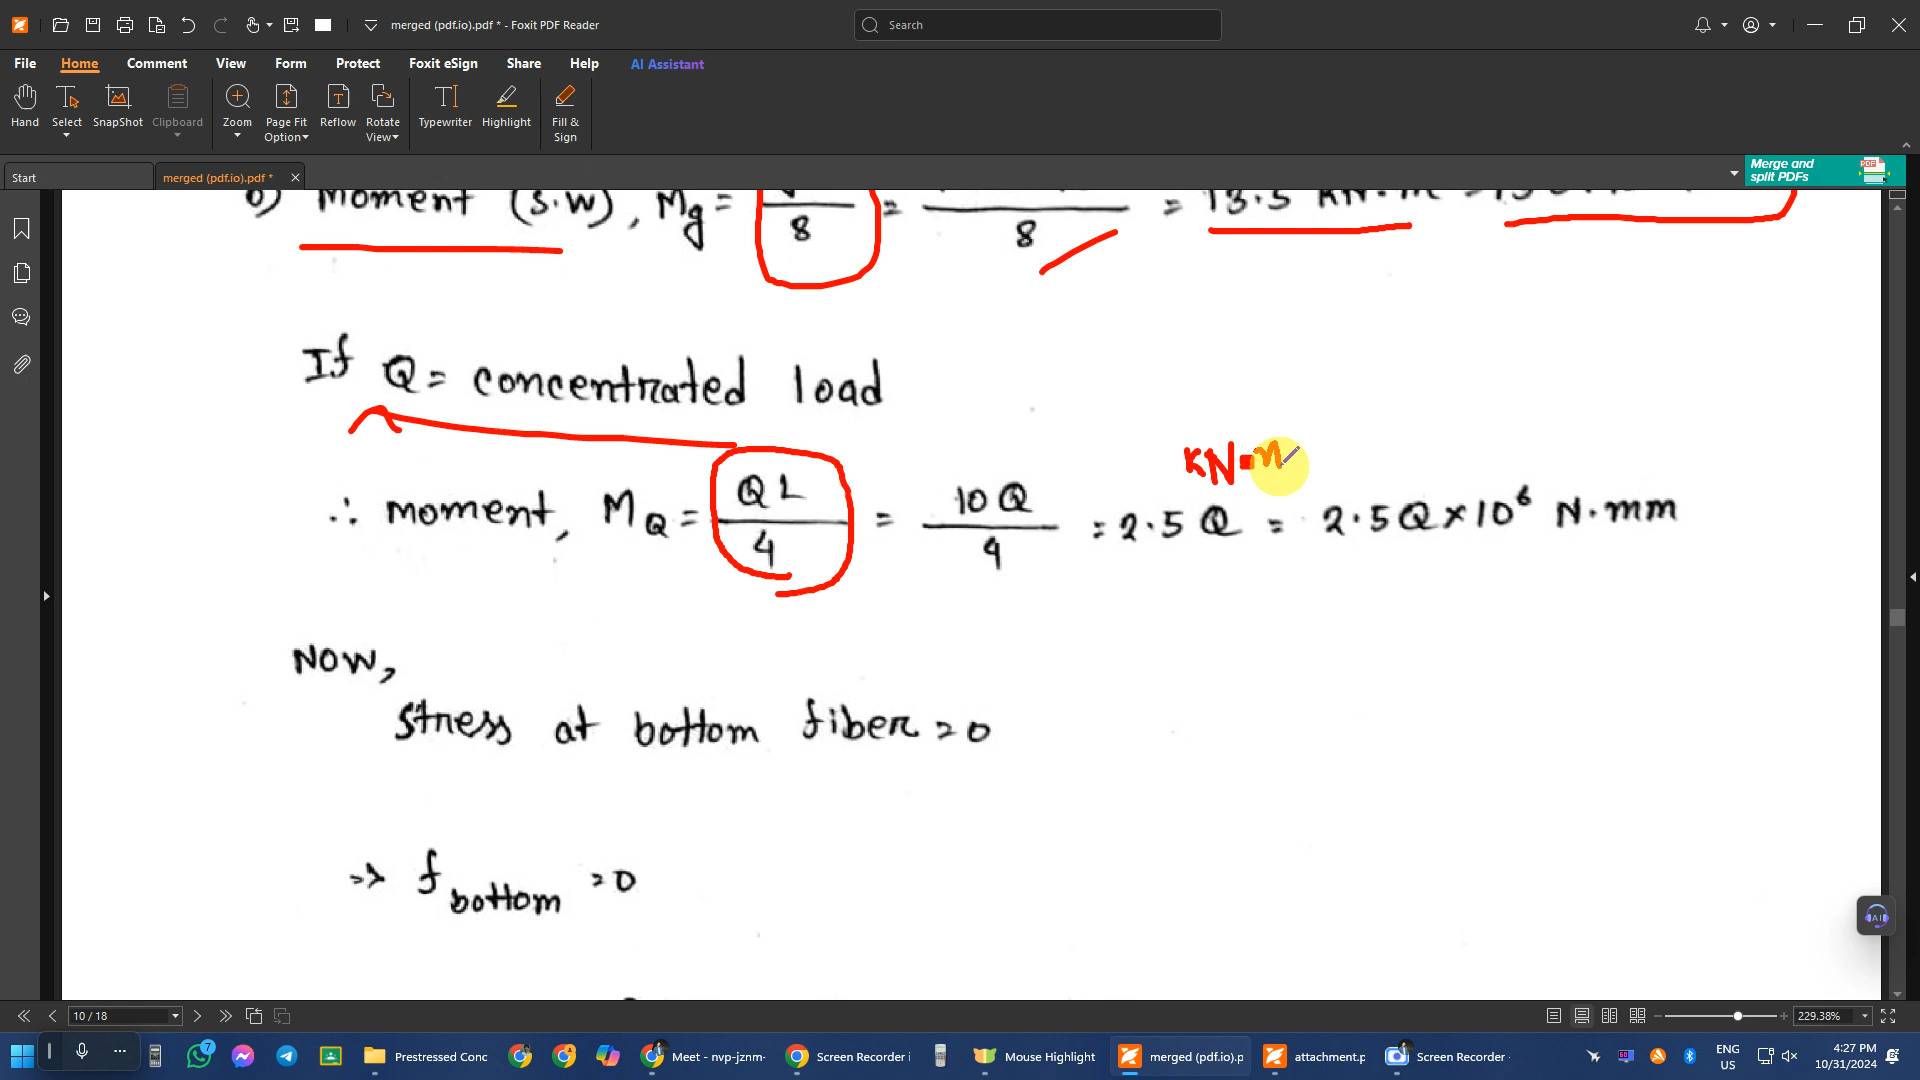 merged (pdf.io).pdf * - Foxit PDF Reader
Search
File Home Comment View Form Protect Foxit eSign Share Help AI Assistant
Hand Select SnapShot Clipboard Zoom Page Fit Option Reflow Rotate View Typewriter Highlight Fill & Sign
Start merged (pdf.io).pdf *
Merge and split PDFs
moment (S.W), Mg = / 8 = / 8 = 13.5 KN.m =
If Q = concentrated load
KN-m
∴ moment, M_Q = QL/4 = 10Q/4 = 2.5 Q = 2.5Q×10⁶ N.mm
Now,
stress at bottom fiber = 0
=> f bottom = 0
10 / 18
229.38%
7 Prestressed Conc Meet - nvp-jznm- Screen Recorder i Mouse Highlight merged (pdf.io).p attachment.p Screen Recorder
ENG US
4:27 PM
10/31/2024